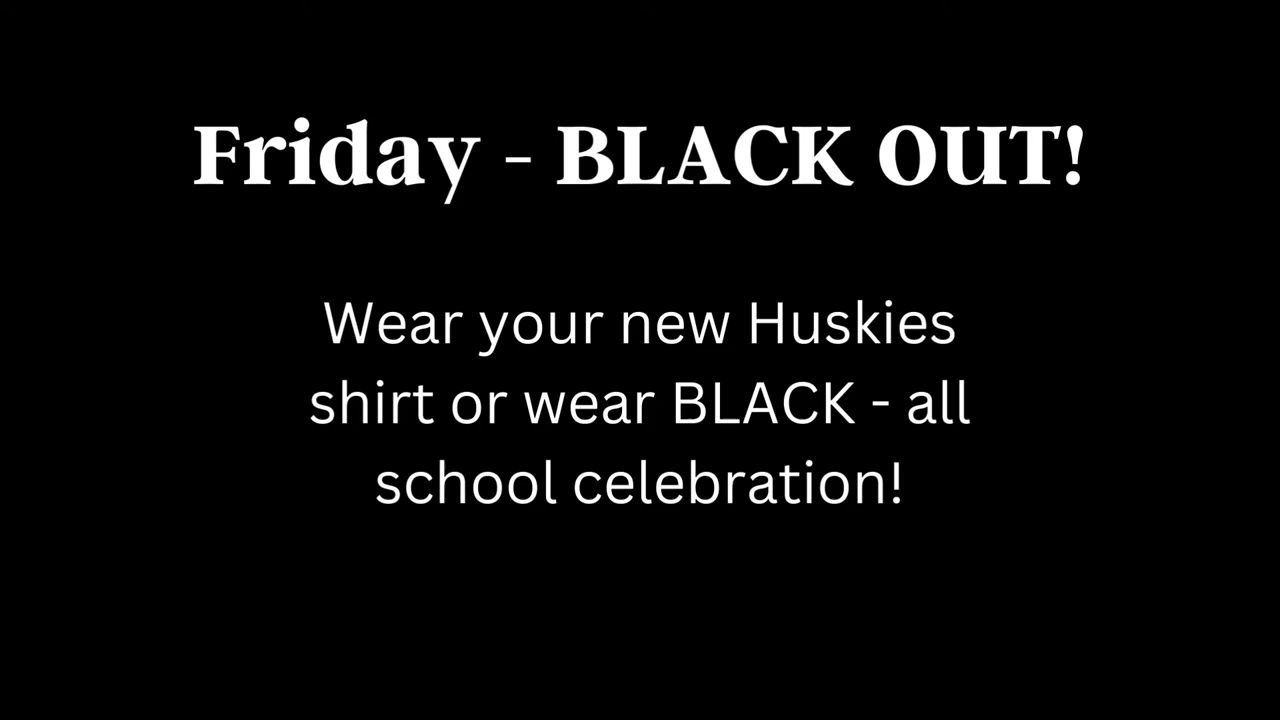 Friday - BLACK OUT!
Wear your new Huskies
shirt or wear BLACK - all
school celebration!